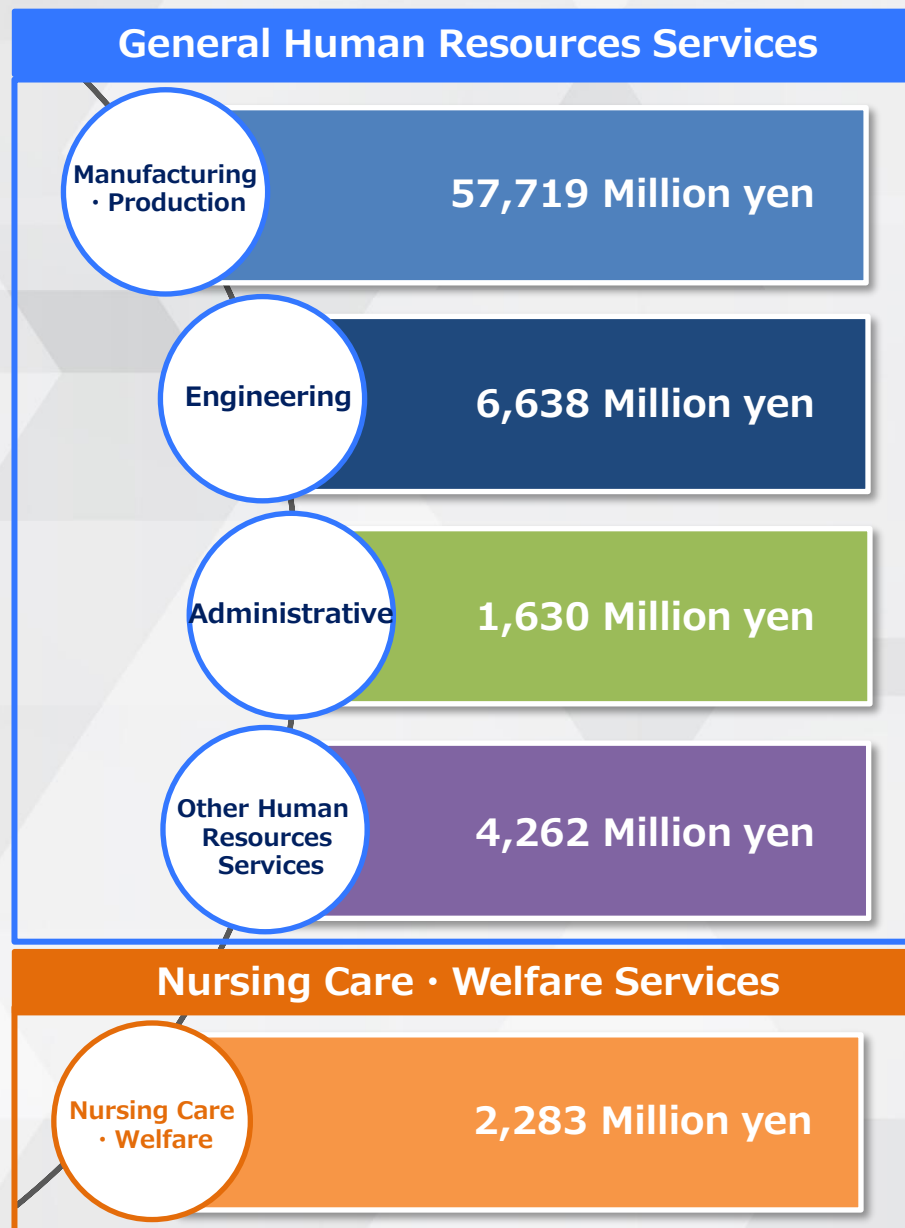 General Human Resources Services
Manufacturing
・Production
57,719 Million yen
Engineering
6,638 Million yen
Administrative
1,630 Million yen
Other Human
Resources
Services
4,262 Million yen
Nursing Care・Welfare Services
Nursing Care
・Welfare
2,283 Million yen